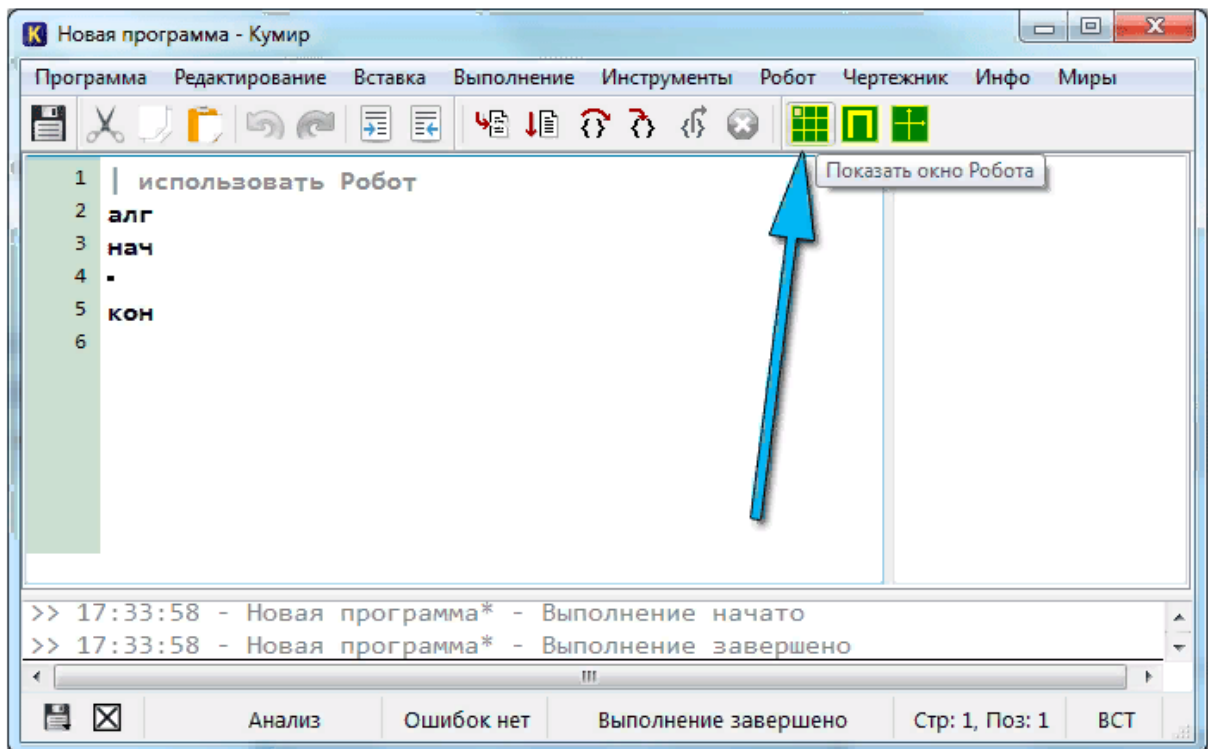 Новая программа - Кумир
Программа Редактирование Вставка Выполнение Инструменты Робот Чертежник Инфо Миры
Показать окно Робота
1 | использовать Робот
2 алг
3 нач
4 -
5 кон
6
>> 17:33:58 - Новая программа* - Выполнение начато
>> 17:33:58 - Новая программа* - Выполнение завершено
Анализ Ошибок нет Выполнение завершено Стр: 1, Поз: 1 ВСТ